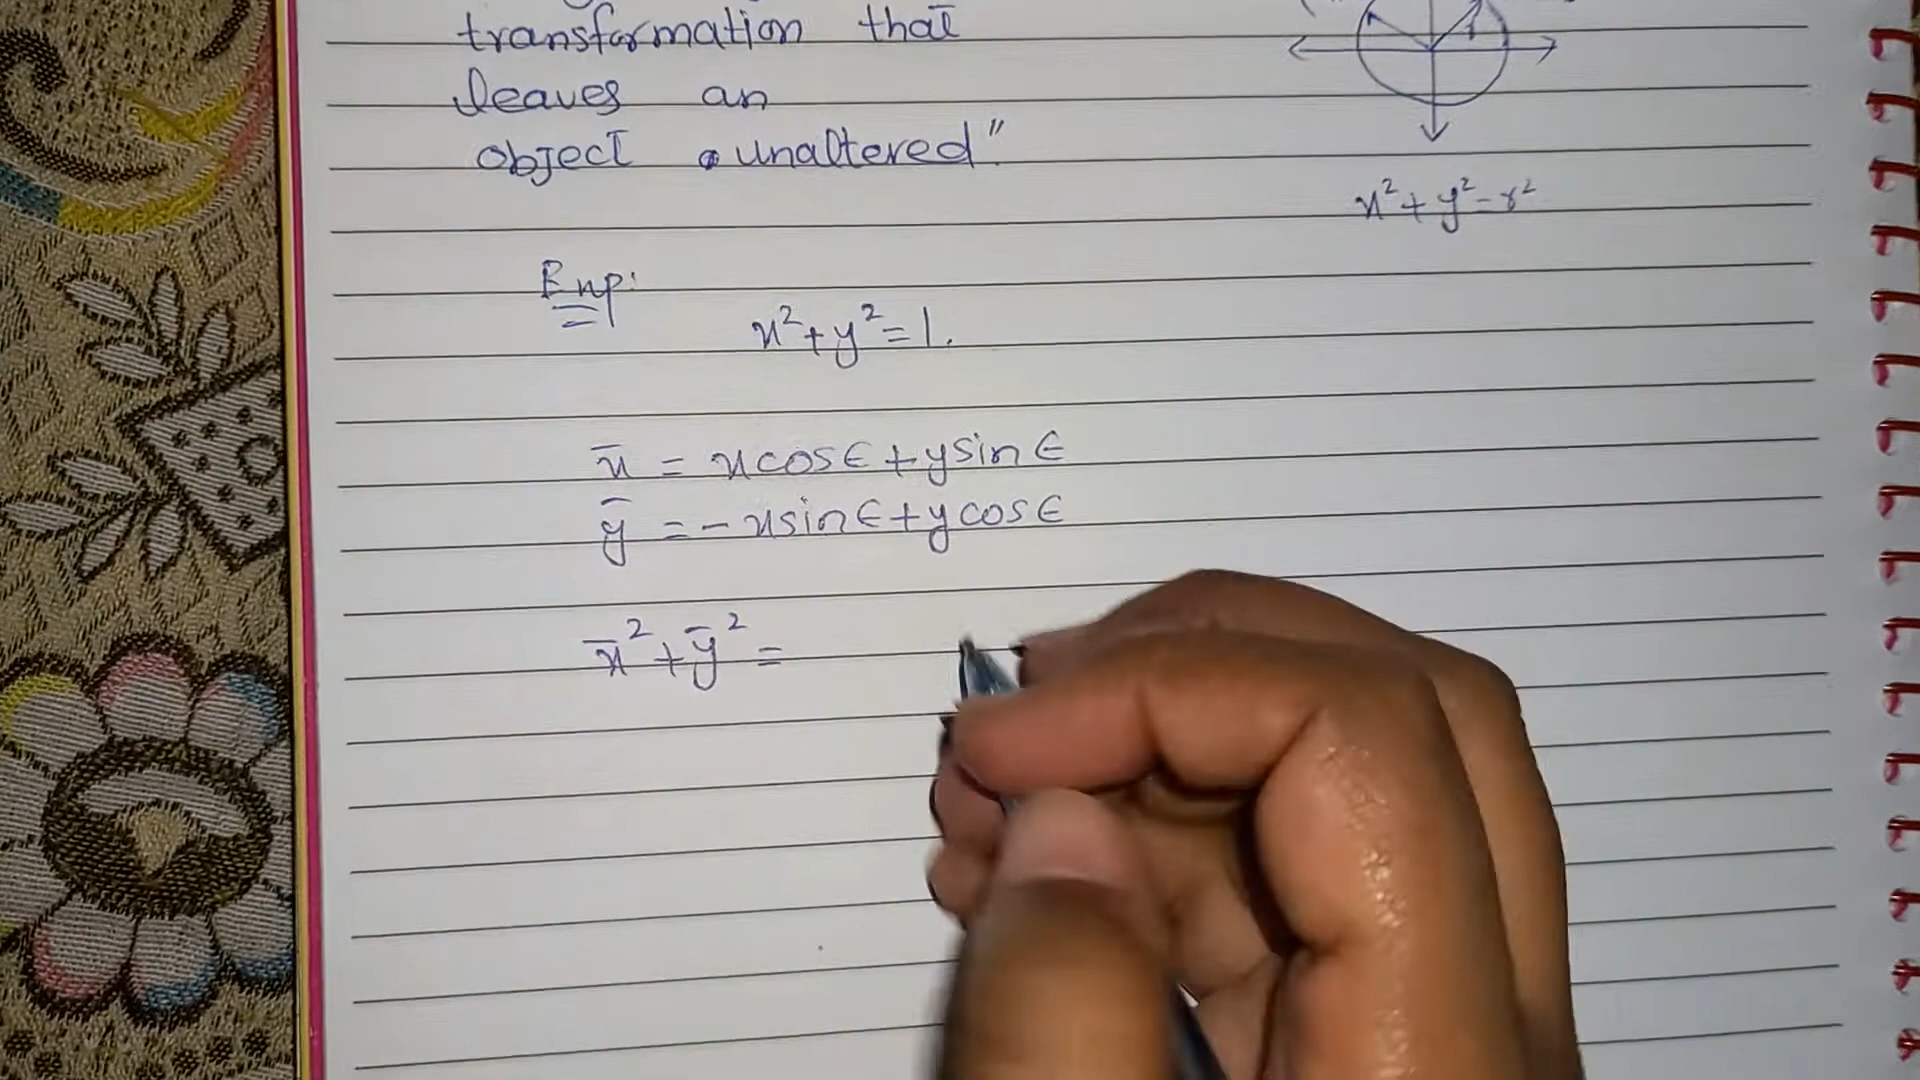 transformation that
leaves an
object unaltered"
x² + y² = r²
Exp:
x² + y² = 1.
x̄ = x cos ϵ + y sin ϵ
ȳ = - x sin ϵ + y cos ϵ
x̄² + ȳ² =